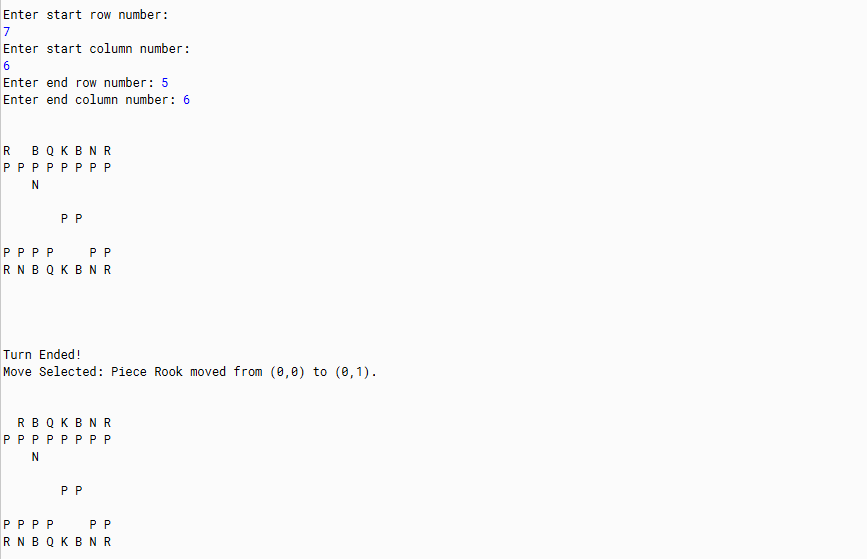 Enter start row number:
7
Enter start column number:
6
Enter end row number: 5
Enter end column number: 6
R   B Q K B N R
P P P P P P P P
    N
        P P
P P P P     P P
R N B Q K B N R
Turn Ended!
Move Selected: Piece Rook moved from (0,0) to (0,1).
  R B Q K B N R
P P P P P P P P
    N
        P P
P P P P     P P
R N B Q K B N R